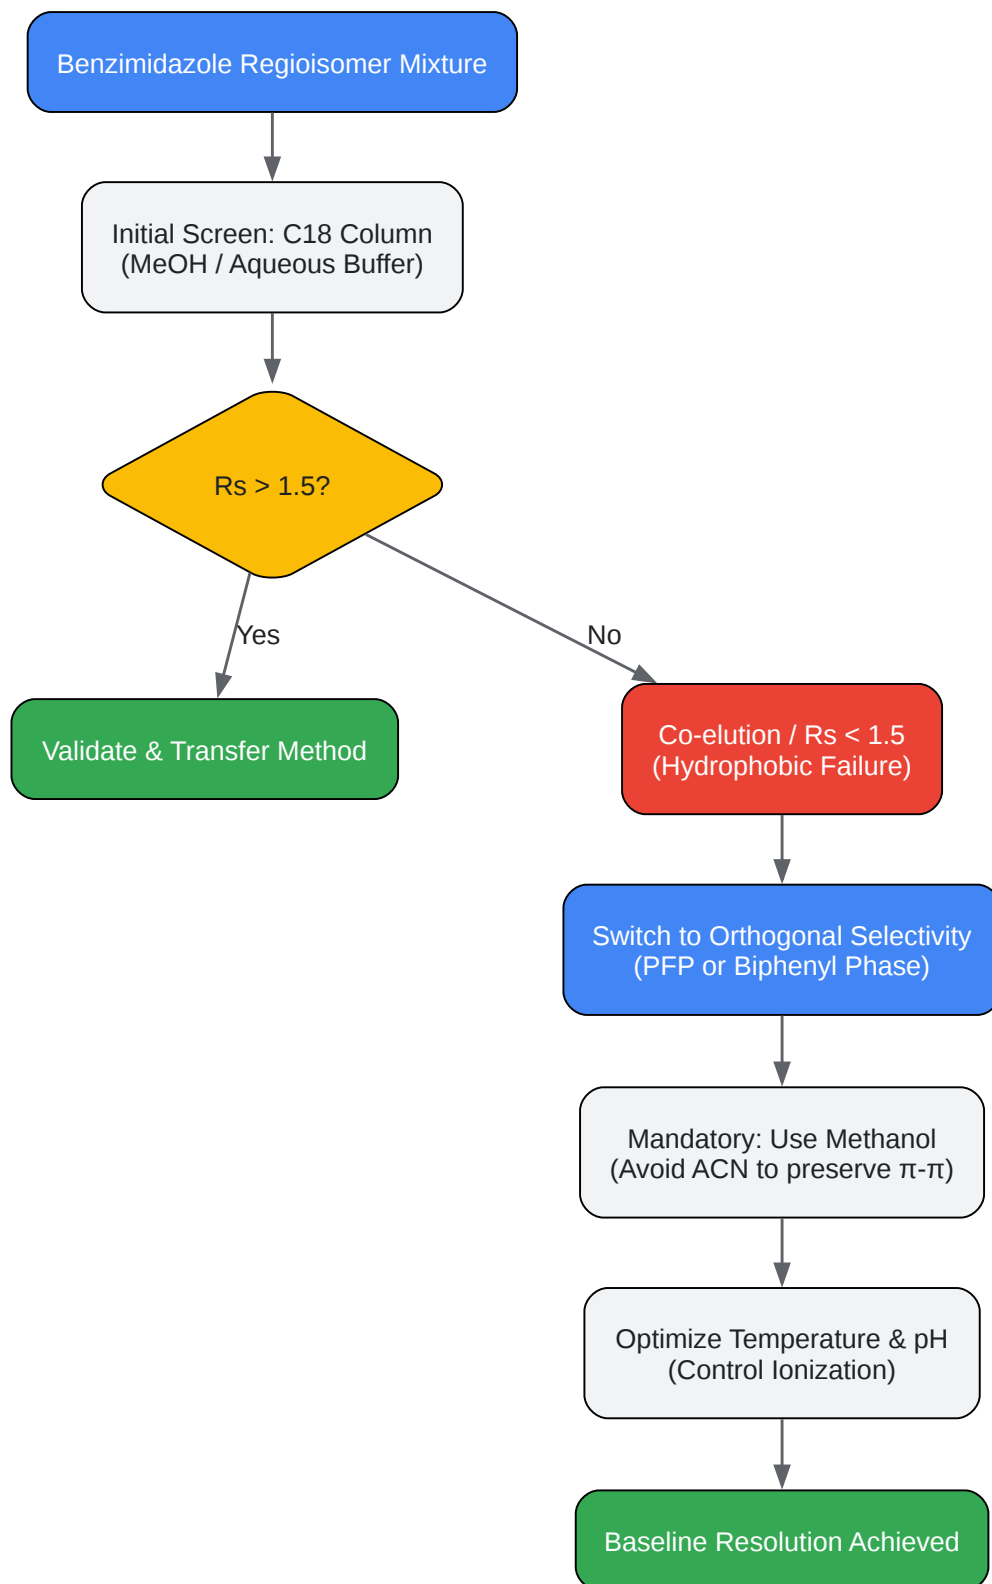 Benzimidazole Regioisomer Mixture
Initial Screen: C18 Column
(MeOH / Aqueous Buffer)
Rs > 1.5?
Yes
No
Validate & Transfer Method
Co-elution / Rs < 1.5
(Hydrophobic Failure)
Switch to Orthogonal Selectivity
(PFP or Biphenyl Phase)
Mandatory: Use Methanol
(Avoid ACN to preserve π-π)
Optimize Temperature & pH
(Control Ionization)
Baseline Resolution Achieved